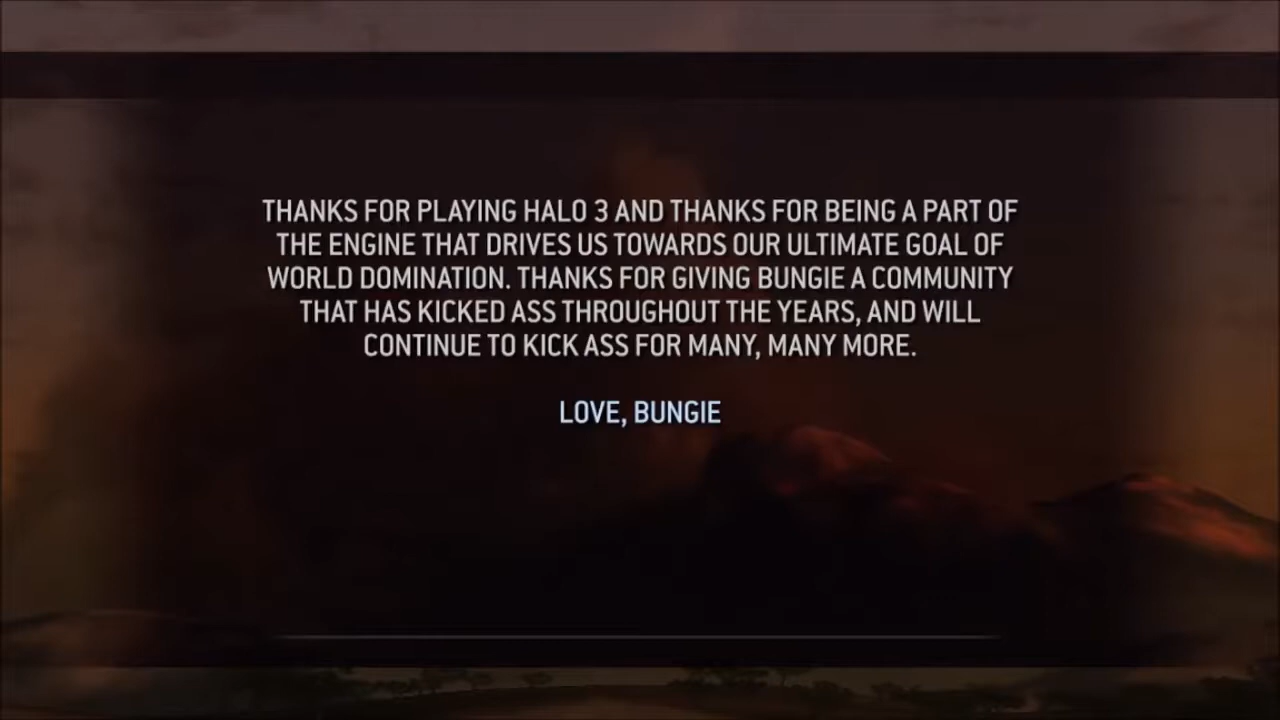 THANKS FOR PLAYING HALO 3 AND THANKS FOR BEING A PART OF
THE ENGINE THAT DRIVES US TOWARDS OUR ULTIMATE GOAL OF
WORLD DOMINATION. THANKS FOR GIVING BUNGIE A COMMUNITY
THAT HAS KICKED ASS THROUGHOUT THE YEARS, AND WILL
CONTINUE TO KICK ASS FOR MANY, MANY MORE.
LOVE, BUNGIE